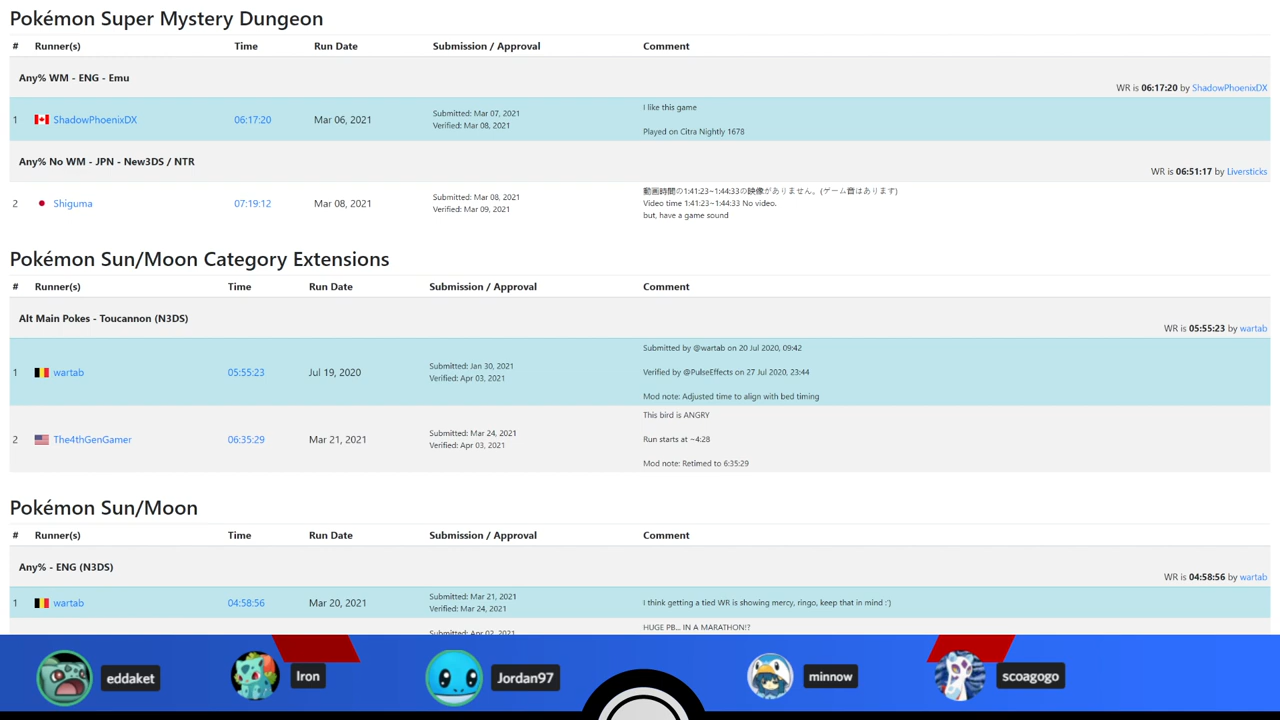 Pokémon Super Mystery Dungeon
# Runner(s) Time Run Date Submission / Approval Comment
Any% WM - ENG - Emu
WR is 06:17:20 by ShadowPhoenixDX
1 ShadowPhoenixDX 06:17:20 Mar 06, 2021
Submitted: Mar 07, 2021
Verified: Mar 08, 2021
I like this game
Played on Citra Nightly 1678
Any% No WM - JPN - New3DS / NTR
WR is 06:51:17 by Liversticks
2 Shiguma 07:19:12 Mar 08, 2021
Submitted: Mar 08, 2021
Verified: Mar 09, 2021
動画時間の1:41:23~1:44:33の映像がありません。(ゲーム音はあります)
Video time 1:41:23~1:44:33 No video.
but, have a game sound
Pokémon Sun/Moon Category Extensions
# Runner(s) Time Run Date Submission / Approval Comment
Alt Main Pokes - Toucannon (N3DS)
WR is 05:55:23 by wartab
1 wartab 05:55:23 Jul 19, 2020
Submitted: Jan 30, 2021
Verified: Apr 03, 2021
Submitted by @wartab on 20 Jul 2020, 09:42
Verified by @PulseEffects on 27 Jul 2020, 23:44
Mod note: Adjusted time to align with bed timing
2 The4thGenGamer 06:35:29 Mar 21, 2021
Submitted: Mar 24, 2021
Verified: Apr 03, 2021
This bird is ANGRY
Run starts at ~4:28
Mod note: Retimed to 6:35:29
Pokémon Sun/Moon
# Runner(s) Time Run Date Submission / Approval Comment
Any% - ENG (N3DS)
WR is 04:58:56 by wartab
1 wartab 04:58:56 Mar 20, 2021
Submitted: Mar 21, 2021
Verified: Mar 24, 2021
I think getting a tied WR is showing mercy, ringo, keep that in mind :')
Submitted: Apr 02, 2021
HUGE PB... IN A MARATHON!?
eddaket Iron Jordan97 minnow scoagogo